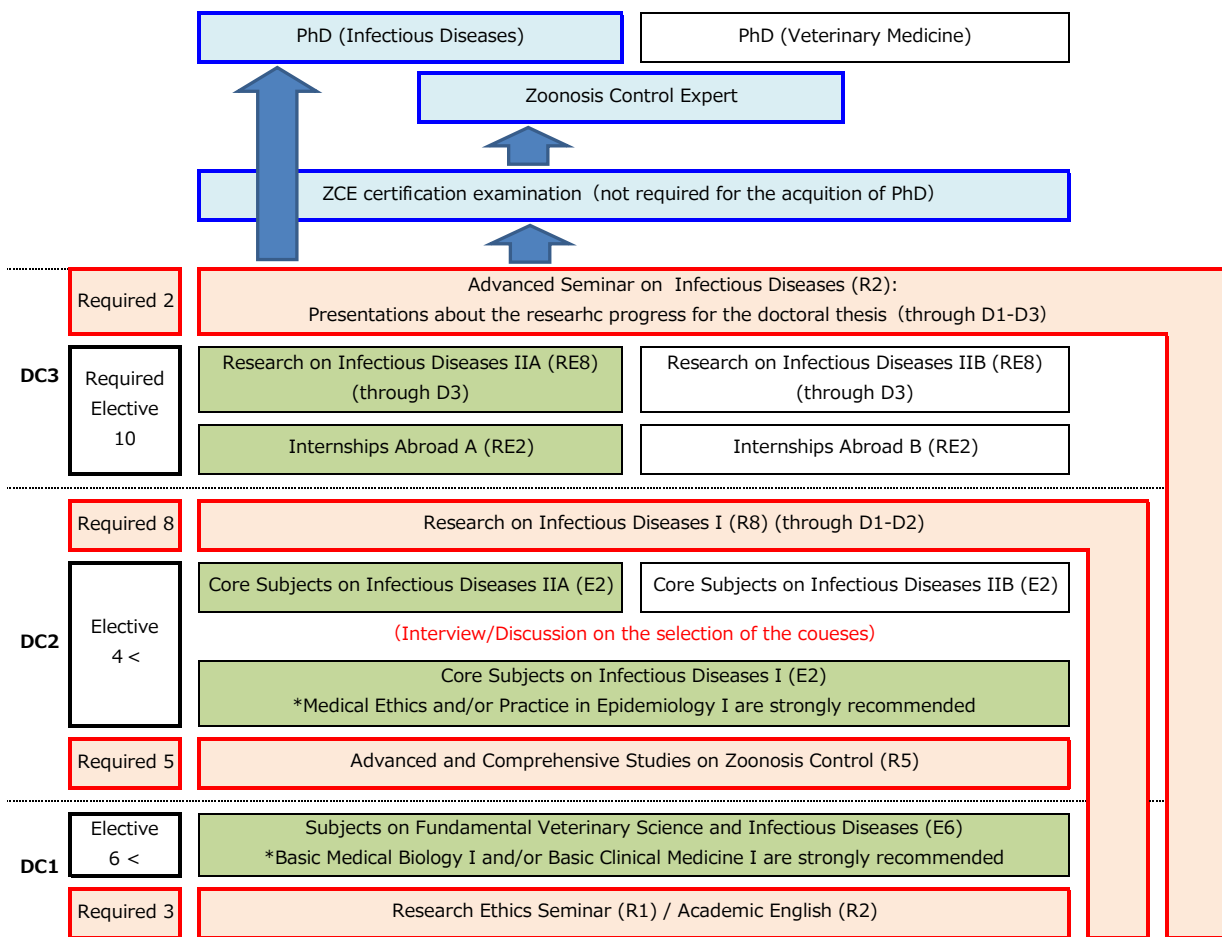 PhD (Infectious Diseases)
PhD (Veterinary Medicine)
Zoonosis Control Expert
ZCE certification examination（not required for the acquition of PhD）
Required 2
Advanced Seminar on  Infectious Diseases (R2):
Presentations about the researhc progress for the doctoral thesis（through D1-D3）
DC3
Required
Elective
10
Research on Infectious Diseases IIA (RE8)
(through D3)
Research on Infectious Diseases IIB (RE8)
(through D3)
Internships Abroad A (RE2)
Internships Abroad B (RE2)
Required 8
Research on Infectious Diseases I (R8) (through D1-D2)
DC2
Elective
4 <
Core Subjects on Infectious Diseases IIA (E2)
Core Subjects on Infectious Diseases IIB (E2)
（Interview/Discussion on the selection of the coueses）
Core Subjects on Infectious Diseases I (E2)
*Medical Ethics and/or Practice in Epidemiology I are strongly recommended
Required 5
Advanced and Comprehensive Studies on Zoonosis Control (R5)
DC1
Elective
6 <
Subjects on Fundamental Veterinary Science and Infectious Diseases (E6)
*Basic Medical Biology I and/or Basic Clinical Medicine I are strongly recommended
Required 3
Research Ethics Seminar (R1) / Academic English (R2)